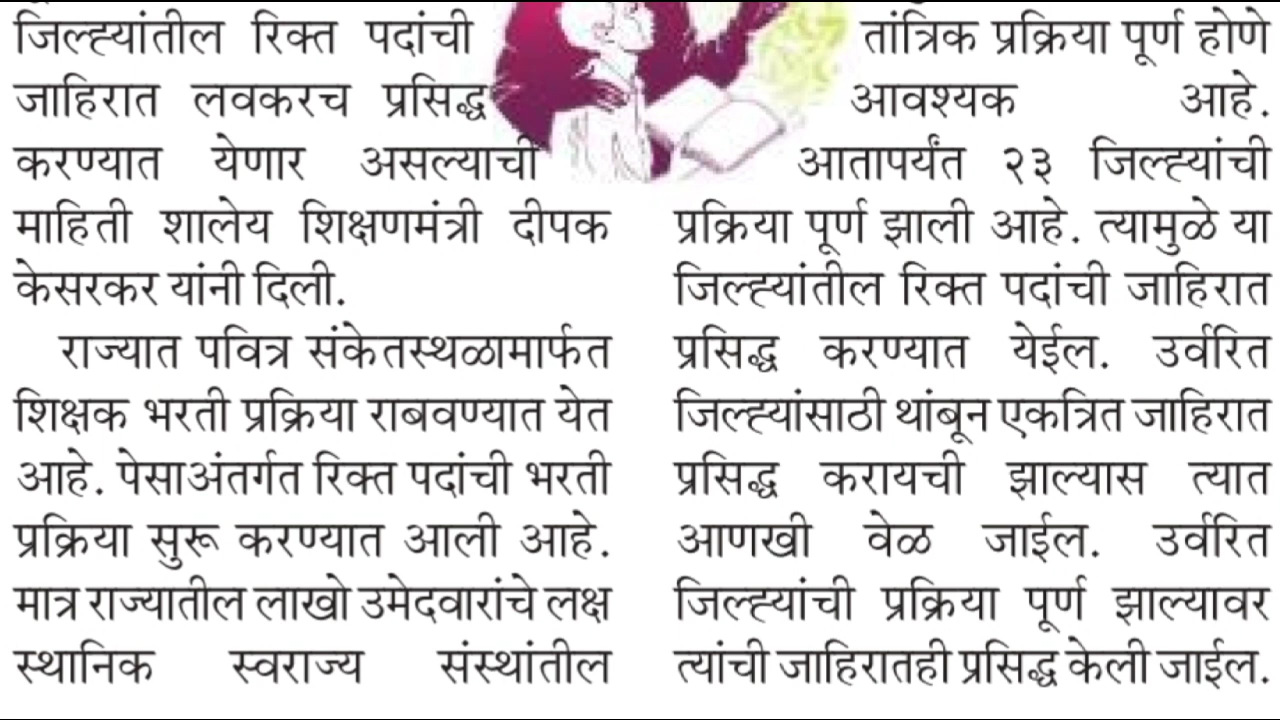 जिल्ह्यांतील रिक्त पदांची
जाहिरात लवकरच प्रसिद्ध
करण्यात येणार असल्याची
माहिती शालेय शिक्षणमंत्री दीपक
केसरकर यांनी दिली.
राज्यात पवित्र संकेतस्थळामार्फत
शिक्षक भरती प्रक्रिया राबवण्यात येत
आहे. पेसाअंतर्गत रिक्त पदांची भरती
प्रक्रिया सुरू करण्यात आली आहे.
मात्र राज्यातील लाखो उमेदवारांचे लक्ष
स्थानिक स्वराज्य संस्थांतील
तांत्रिक प्रक्रिया पूर्ण होणे
आवश्यक आहे.
आतापर्यंत २३ जिल्ह्यांची
प्रक्रिया पूर्ण झाली आहे. त्यामुळे या
जिल्ह्यांतील रिक्त पदांची जाहिरात
प्रसिद्ध करण्यात येईल. उर्वरित
जिल्ह्यांसाठी थांबून एकत्रित जाहिरात
प्रसिद्ध करायची झाल्यास त्यात
आणखी वेळ जाईल. उर्वरित
जिल्ह्यांची प्रक्रिया पूर्ण झाल्यावर
त्यांची जाहिरातही प्रसिद्ध केली जाईल.